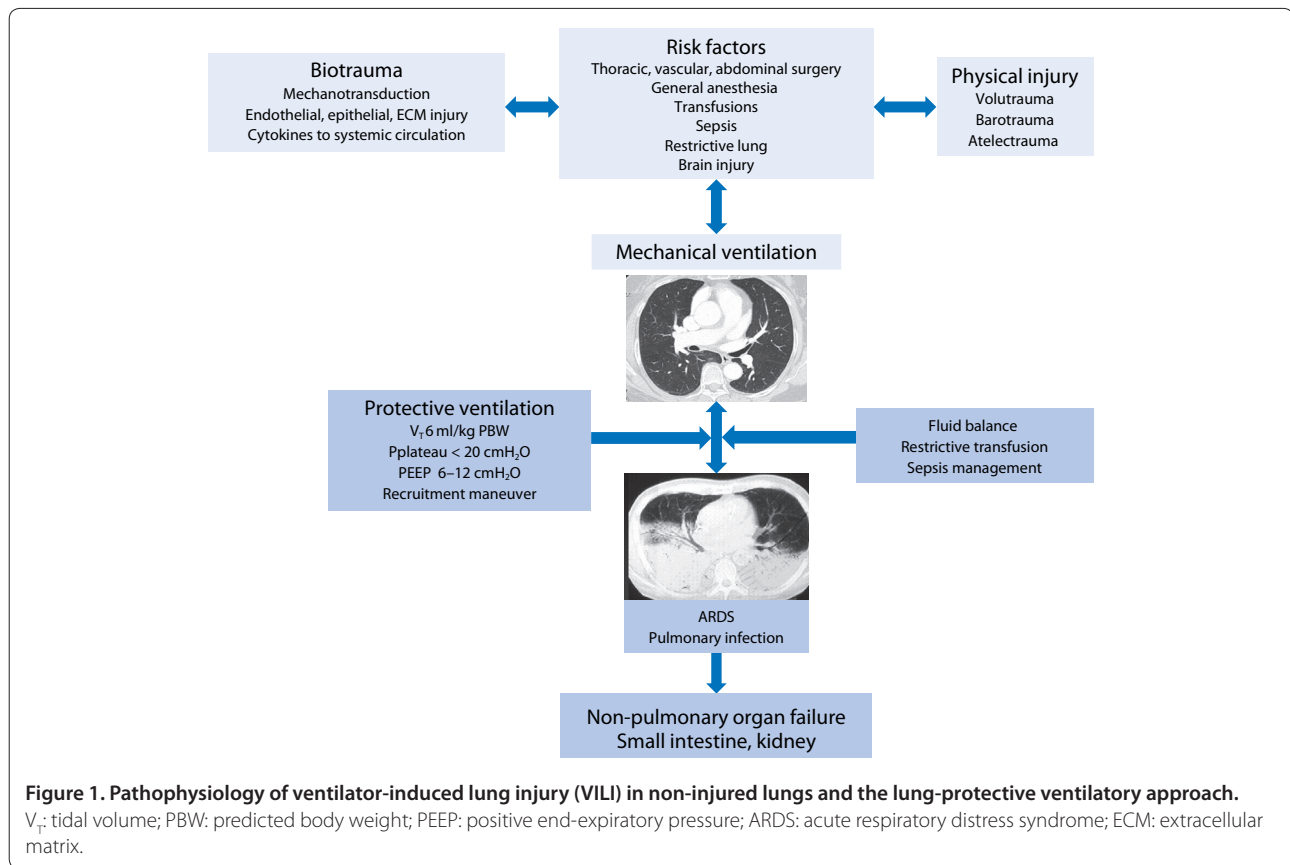 Biotrauma
Mechanotransduction
Endothelial, epithelial, ECM injury
Cytokines to systemic circulation
Risk factors
Thoracic, vascular, abdominal surgery
General anesthesia
Transfusions
Sepsis
Restrictive lung
Brain injury
Physical injury
Volutrauma
Barotrauma
Atelectrauma
Mechanical ventilation
Protective ventilation
V_T 6 ml/kg PBW
Pplateau < 20 cmH₂O
PEEP 6–12 cmH₂O
Recruitment maneuver
Fluid balance
Restrictive transfusion
Sepsis management
ARDS
Pulmonary infection
Non-pulmonary organ failure
Small intestine, kidney
Figure 1. Pathophysiology of ventilator-induced lung injury (VILI) in non-injured lungs and the lung-protective ventilatory approach.
V_T: tidal volume; PBW: predicted body weight; PEEP: positive end-expiratory pressure; ARDS: acute respiratory distress syndrome; ECM: extracellular
matrix.